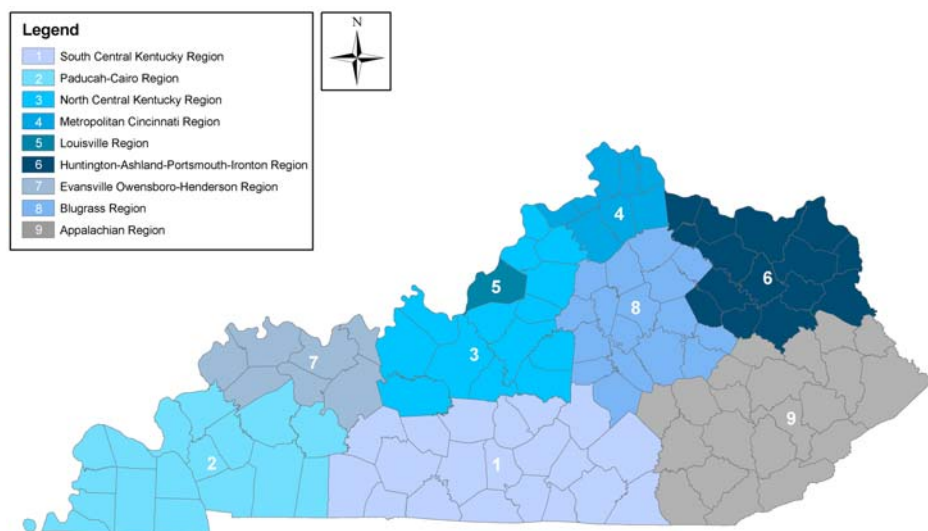 Legend
1 South Central Kentucky Region
2 Paducah-Cairo Region
3 North Central Kentucky Region
4 Metropolitan Cincinnati Region
5 Louisville Region
6 Huntington-Ashland-Portsmouth-Ironton Region
7 Evansville Owensboro-Henderson Region
8 Blugrass Region
9 Appalachian Region
N
4
5
6
8
3
7
9
2
1